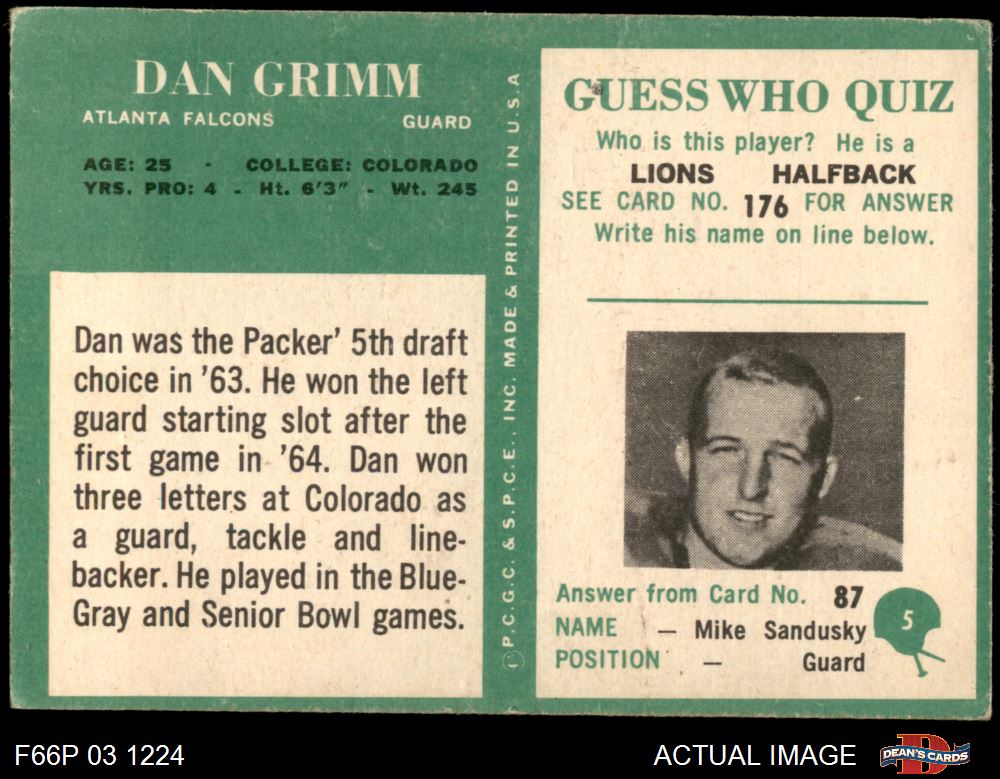 DAN GRIMM
ATLANTA FALCONS GUARD
AGE: 25 - COLLEGE: COLORADO
YRS. PRO: 4 - Ht. 6'3" - Wt. 245
Dan was the Packer' 5th draft
choice in '63. He won the left
guard starting slot after the
first game in '64. Dan won
three letters at Colorado as
a guard, tackle and line-
backer. He played in the Blue-
Gray and Senior Bowl games.
©P.C.G.C. & S.P.C.E., INC. MADE & PRINTED IN U.S.A
GUESS WHO QUIZ
Who is this player? He is a
LIONS HALFBACK
SEE CARD NO. 176 FOR ANSWER
Write his name on line below.
Answer from Card No. 87
NAME — Mike Sandusky
POSITION — Guard
5
F66P 03 1224
ACTUAL IMAGE
DEAN'S CARDS